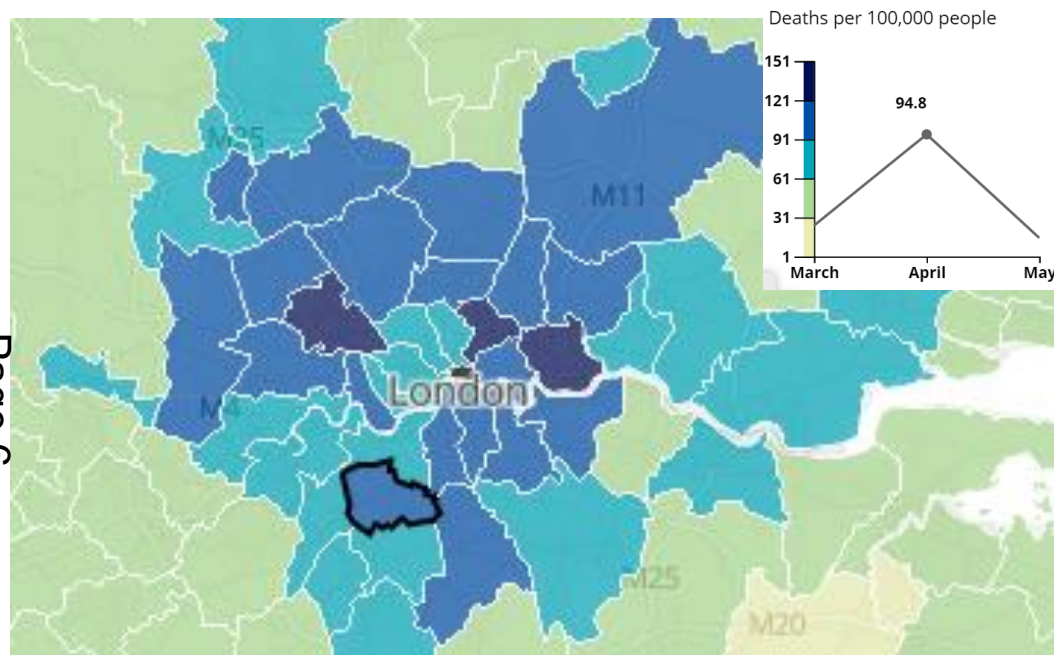 Deaths per 100,000 people
151
121
91
61
31
1
94.8
March
April
May
M25
M11
London
M4
M25
M20